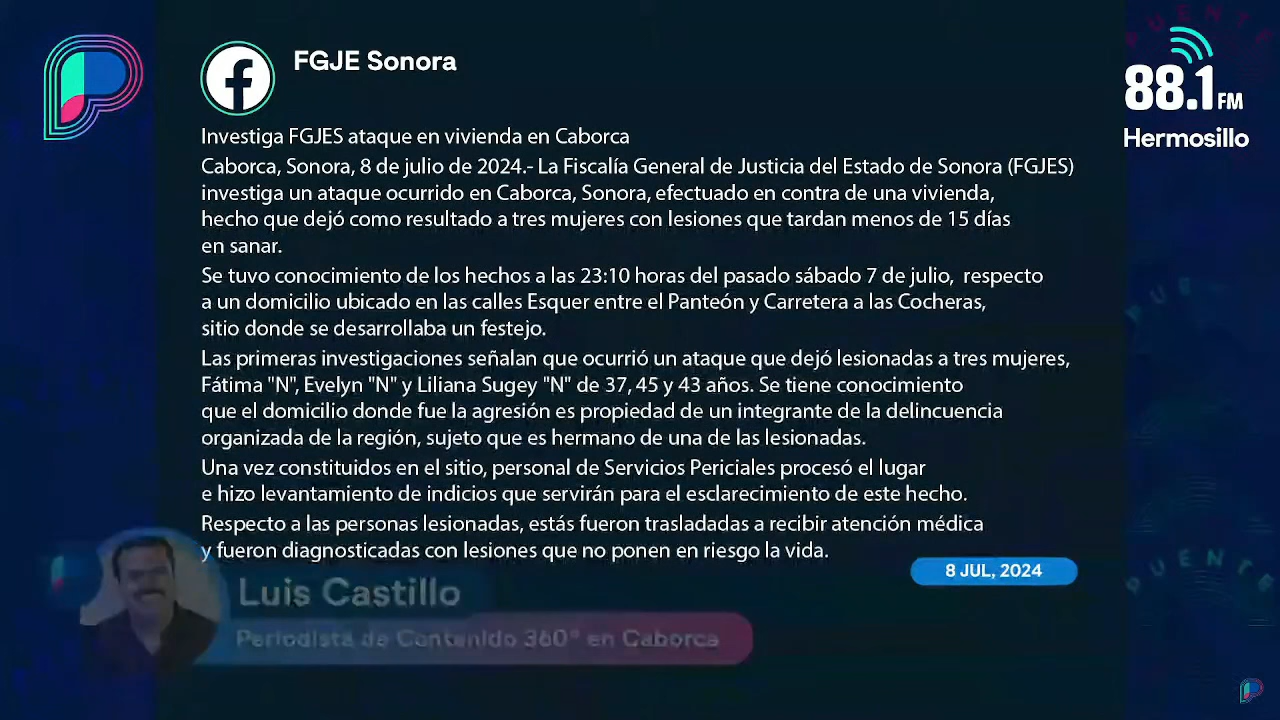 FGJE Sonora
88.1 FM
Hermosillo
Investiga FGJES ataque en vivienda en Caborca
Caborca, Sonora, 8 de julio de 2024.- La Fiscalía General de Justicia del Estado de Sonora (FGJES)
investiga un ataque ocurrido en Caborca, Sonora, efectuado en contra de una vivienda,
hecho que dejó como resultado a tres mujeres con lesiones que tardan menos de 15 días
en sanar.
Se tuvo conocimiento de los hechos a las 23:10 horas del pasado sábado 7 de julio, respecto
a un domicilio ubicado en las calles Esquer entre el Panteón y Carretera a las Cocheras,
sitio donde se desarrollaba un festejo.
Las primeras investigaciones señalan que ocurrió un ataque que dejó lesionadas a tres mujeres,
Fátima "N", Evelyn "N" y Liliana Sugey "N" de 37, 45 y 43 años. Se tiene conocimiento
que el domicilio donde fue la agresión es propiedad de un integrante de la delincuencia
organizada de la región, sujeto que es hermano de una de las lesionadas.
Una vez constituidos en el sitio, personal de Servicios Periciales procesó el lugar
e hizo levantamiento de indicios que servirán para el esclarecimiento de este hecho.
Respecto a las personas lesionadas, estás fueron trasladadas a recibir atención médica
y fueron diagnosticadas con lesiones que no ponen en riesgo la vida.
8 JUL, 2024
Luis Castillo
Periodista de Contenido 360° en Caborca
PUENTE